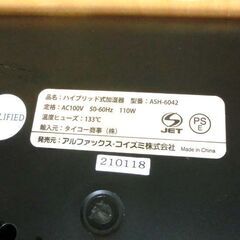 品名:ハイブリッド式加湿器 型番:ASH-6042
定格:AC100V 50-60Hz 110W
温度ヒューズ:133℃
輸入元:タイコー商事(株)
発売元:アルファックス・コイズミ株式会社
S JET
PS E
LIFIED
210118